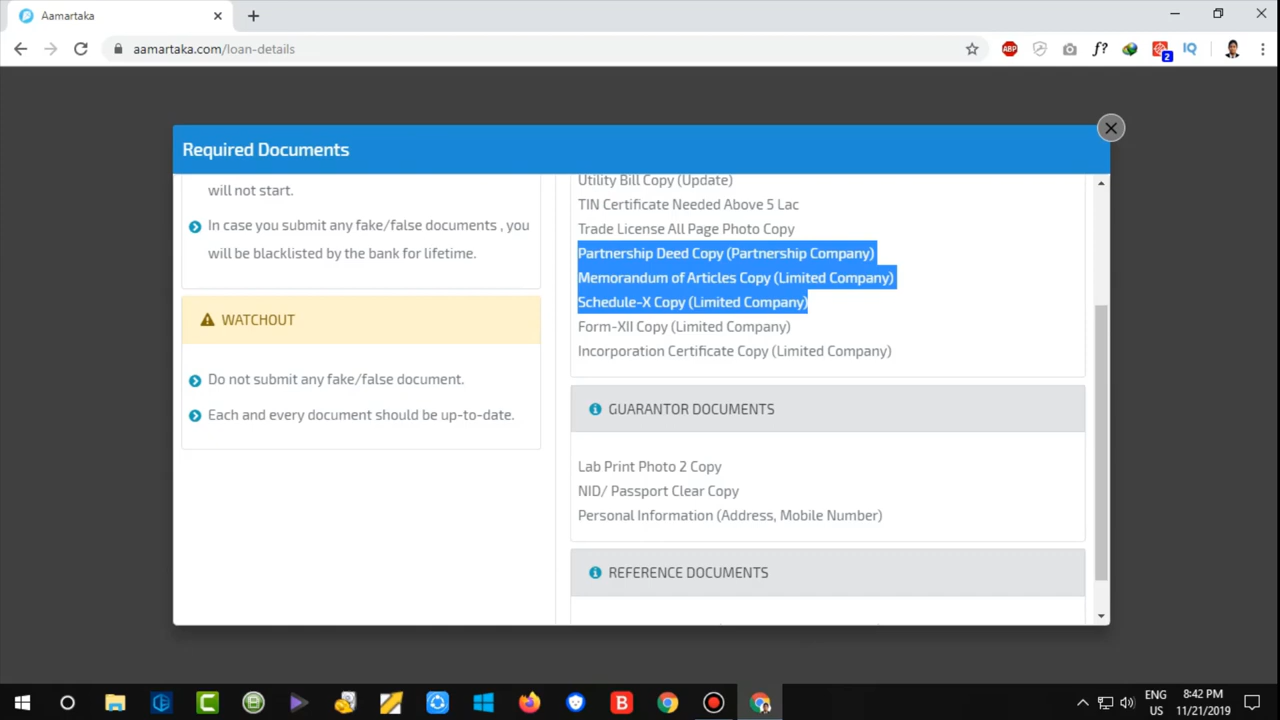 Aamartaka
aamartaka.com/loan-details
ABP
f?
2
IQ
Required Documents
will not start.
In case you submit any fake/false documents , you
will be blacklisted by the bank for lifetime.
WATCHOUT
Do not submit any fake/false document.
Each and every document should be up-to-date.
Utility Bill Copy (Update)
TIN Certificate Needed Above 5 Lac
Trade License All Page Photo Copy
Partnership Deed Copy (Partnership Company)
Memorandum of Articles Copy (Limited Company)
Schedule-X Copy (Limited Company)
Form-XII Copy (Limited Company)
Incorporation Certificate Copy (Limited Company)
GUARANTOR DOCUMENTS
Lab Print Photo 2 Copy
NID/ Passport Clear Copy
Personal Information (Address, Mobile Number)
REFERENCE DOCUMENTS
ENG
US
8:42 PM
11/21/2019